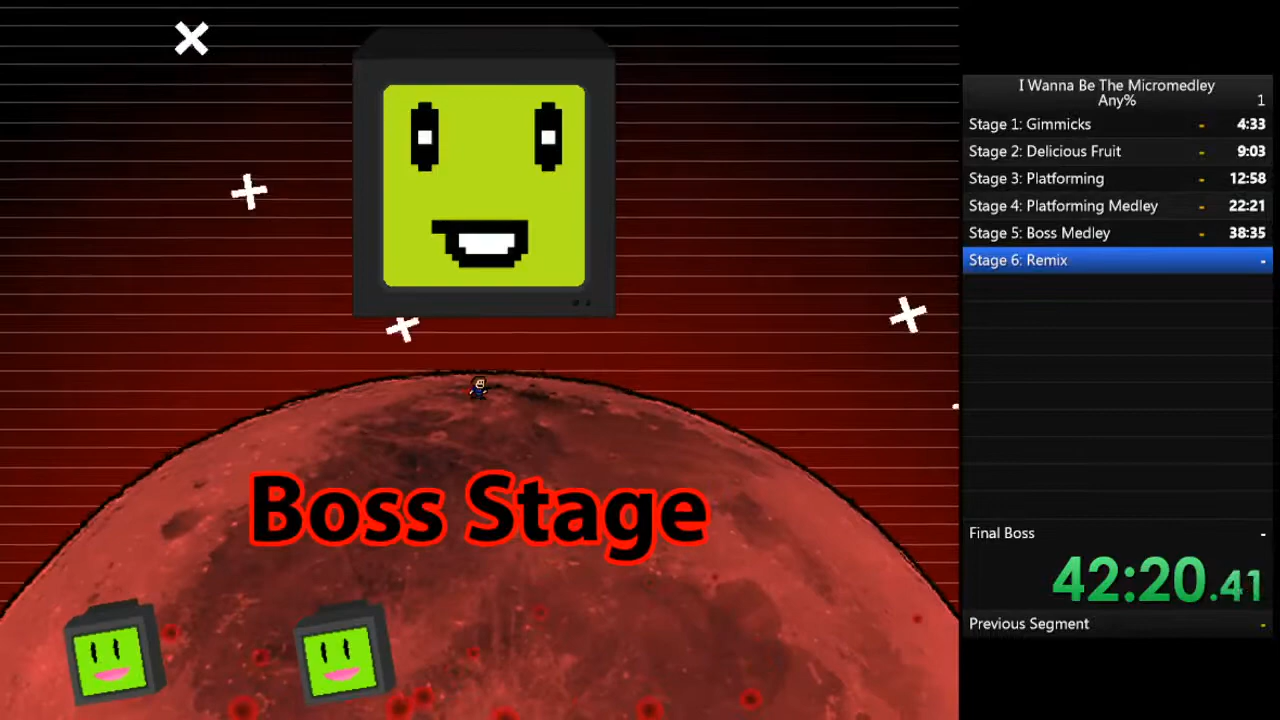 Boss Stage
I Wanna Be The Micromedley
Any% 1
Stage 1: Gimmicks - 4:33
Stage 2: Delicious Fruit - 9:03
Stage 3: Platforming - 12:58
Stage 4: Platforming Medley - 22:21
Stage 5: Boss Medley - 38:35
Stage 6: Remix -
Final Boss -
42:20.41
Previous Segment -